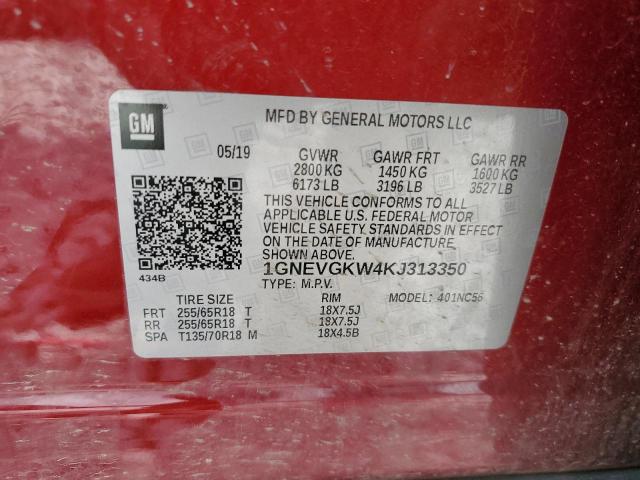 GM
MFD BY GENERAL MOTORS LLC
05/19 GVWR GAWR FRT GAWR RR
2800 KG 1450 KG 1600 KG
6173 LB 3196 LB 3527 LB
THIS VEHICLE CONFORMS TO ALL
APPLICABLE U.S. FEDERAL MOTOR
VEHICLE SAFETY STANDARDS IN EFFECT
ON THE DATE OF MANUFACTURE
SHOWN ABOVE.
434B
1GNEVGKW4KJ313350
TYPE: M.P.V. MODEL: 401NC56
TIRE SIZE RIM
FRT 255/65R18 T 18X7.5J
RR 255/65R18 T 18X7.5J
SPA T135/70R18 M 18X4.5B